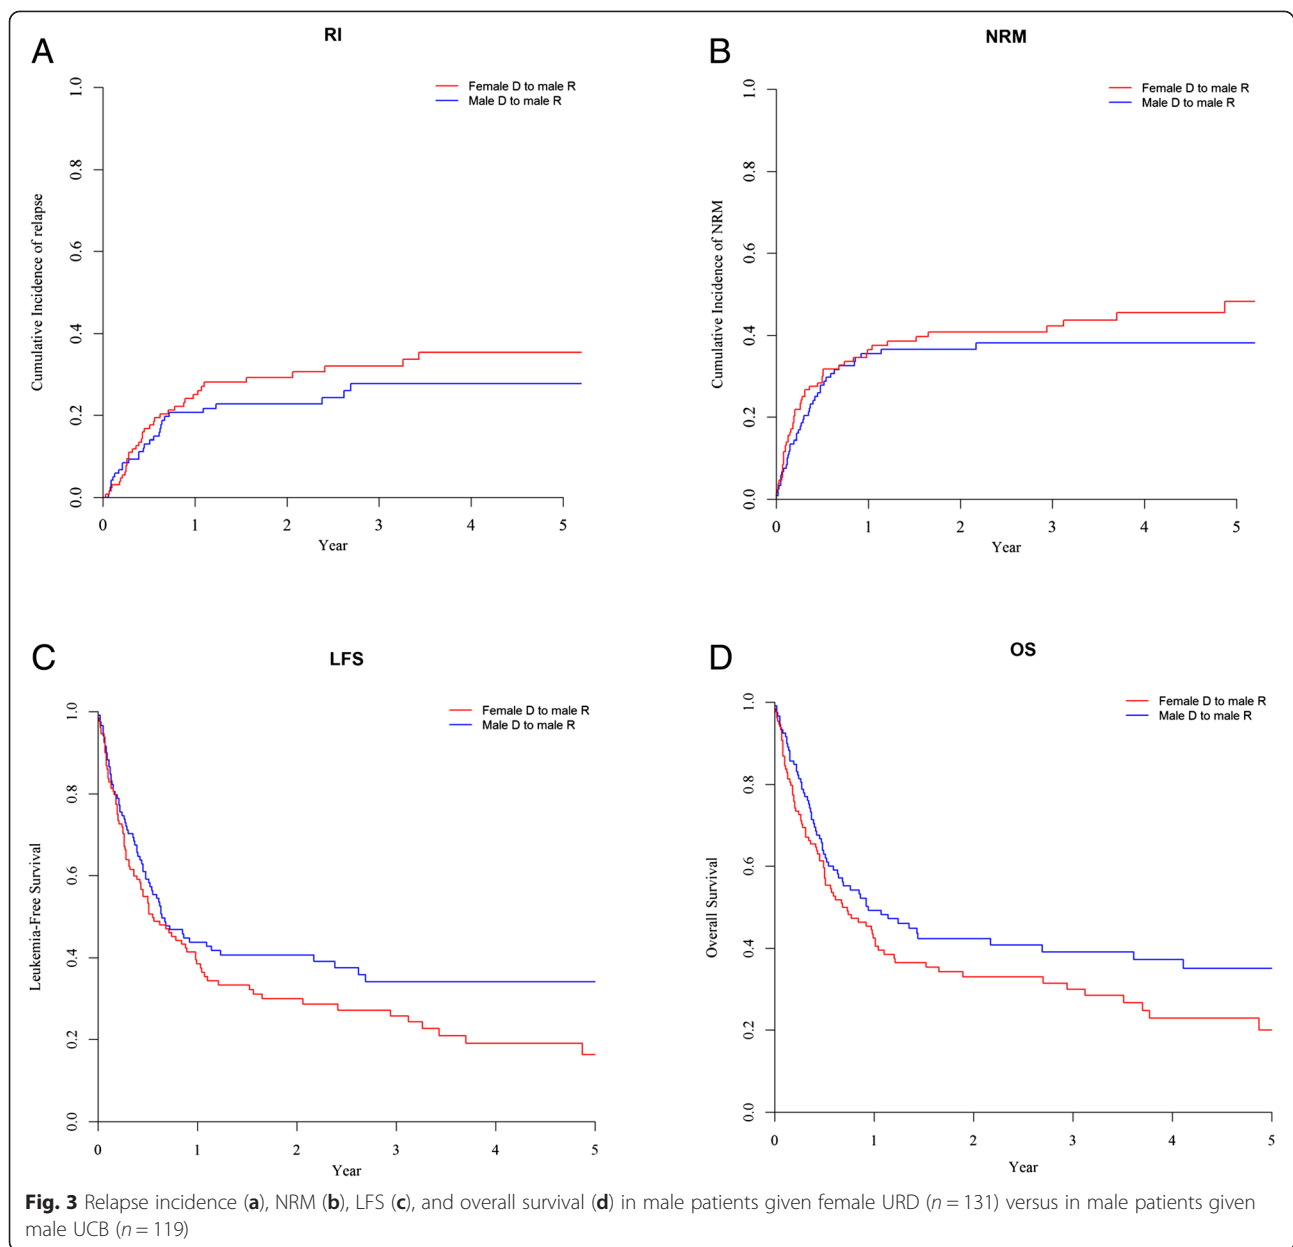 A
RI
Female D to male R
Male D to male R
Cumulative Incidence of relapse
1.0
0.8
0.6
0.4
0.2
0.0
0 1 2 3 4 5
Year
B
NRM
Female D to male R
Male D to male R
Cumulative Incidence of NRM
1.0
0.8
0.6
0.4
0.2
0.0
0 1 2 3 4 5
Year
C
LFS
Female D to male R
Male D to male R
Leukemia-Free Survival
1.0
0.8
0.6
0.4
0.2
0.0
0 1 2 3 4 5
Year
D
OS
Female D to male R
Male D to male R
Overall Survival
1.0
0.8
0.6
0.4
0.2
0.0
0 1 2 3 4 5
Year
Fig. 3 Relapse incidence (a), NRM (b), LFS (c), and overall survival (d) in male patients given female URD (n = 131) versus in male patients given
male UCB (n = 119)